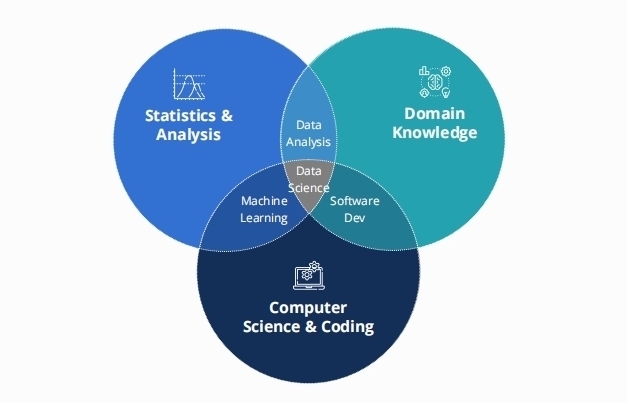 Statistics &
Analysis
Domain
Knowledge
Data
Analysis
Data
Science
Machine
Learning
Software
Dev
Computer
Science & Coding